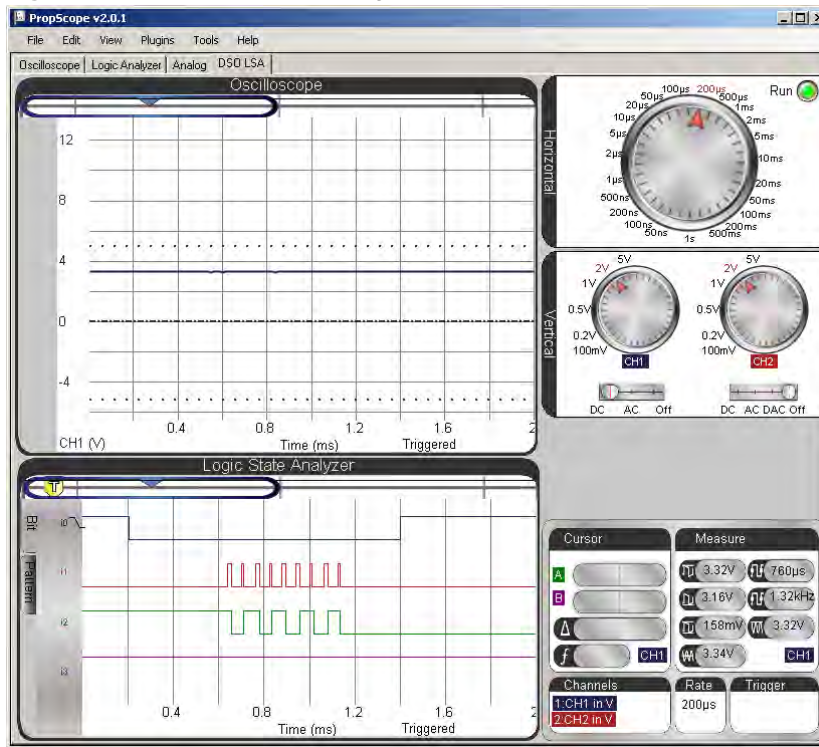 PropScope v2.0.1
File Edit View Plugins Tools Help
Oscilloscope Logic Analyzer Analog DSO LSA
Oscilloscope
12
8
4
0
-4
0.4 0.8 1.2 1.6 2
CH1 (V) Time (ms) Triggered
Horizontal
Run
100µs 200µs
50µs 500µs
20µs 1ms
10µs 2ms
5µs 5ms
2µs 10ms
1µs 20ms
500ns 50ms
200ns 100ms
100ns 200ms
50ns 1s 500ms
Vertical
5V 5V
2V 2V
1V 1V
0.5V 0.5V
0.2V 0.2V
100mV 100mV
CH1 CH2
DC AC Off DC AC DAC Off
Logic State Analyzer
T
Bit
Pattern
i0
i1
i2
i3
0.4 0.8 1.2 1.6 2
Time (ms) Triggered
Cursor
A
B
Δ
f CH1
Measure
3.32V 760µs
3.16V 1.32kHz
158mV 3.32V
3.34V CH1
Channels
1:CH1 in V
2:CH2 in V
Rate
200µs
Trigger